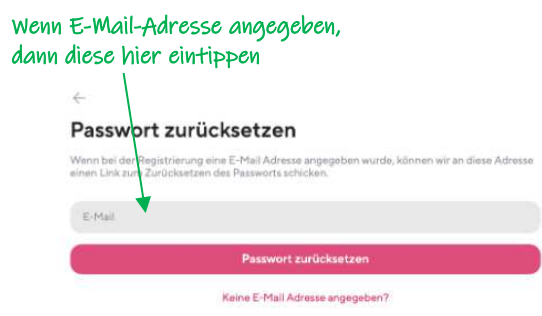 Wenn E-Mail-Adresse angegeben,
dann diese hier eintippen
←
Passwort zurücksetzen
Wenn bei der Registrierung eine E-Mail Adresse angegeben wurde, können wir an diese Adresse
einen Link zum Zurücksetzen des Passworts schicken.
E-Mail
Passwort zurücksetzen
Keine E-Mail Adresse angegeben?